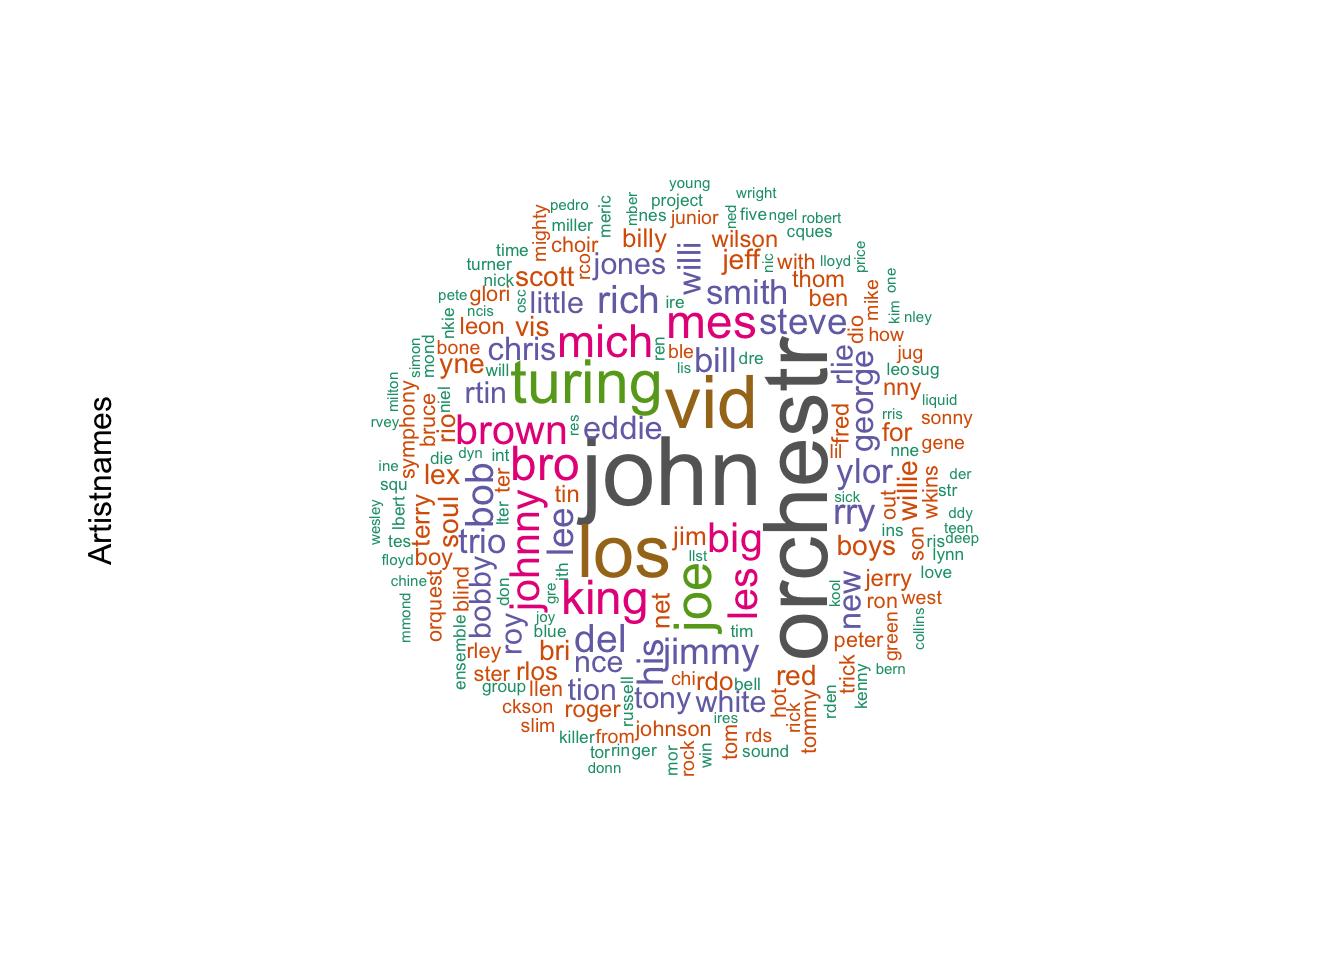 Artistnames
young
wright
pedro
meric
mber
project
nes
junior
ned
five
ngel
robert
cques
mighty
miller
choir
rco
billy
wilson
time
turner
nick
scott
jones
willi
jeff
nic
with
lloyd
price
thom
one
kim
pete
glori
ncis
osc
little
rich
ire
smith
ben
mike
nley
nkie
leon
vis
mes
steve
dio
how
simon
mond
bone
chris
mich
ren
ble
bill
dre
rlie
jug
yne
will
turing
lis
vid
orchestr
george
leo
sug
milton
niel
rtin
nny
liquid
rvey
symphony
bruce
rio
brown
res
eddie
lil
fred
rris
for
sonny
nne
gene
ine
squ
die
dyn
int
bro
john
ylor
der
lex
bob
ter
tin
sick
willie
wkins
str
wesley
lbert
terry
soul
lter
johnny
lee
rry
out
ins
ddy
teen
tes
trio
los
jim
big
boys
son
ris
deep
floyd
boy
llst
lynn
chine
blind
bobby
don
gre
ith
king
net
joe
les
kool
new
jerry
love
mmond
orquest
roy
joy
blue
del
tim
ron
west
ensemble
rley
bri
nce
his
jimmy
peter
green
collins
ster
rlos
chi
rdo
bell
red
trick
bern
group
llen
tion
russell
tony
white
hot
rick
tommy
rden
kenny
ckson
roger
ires
slim
killer
from
johnson
tom
rds
tor
rin
ger
mor
rock
win
sound
donn